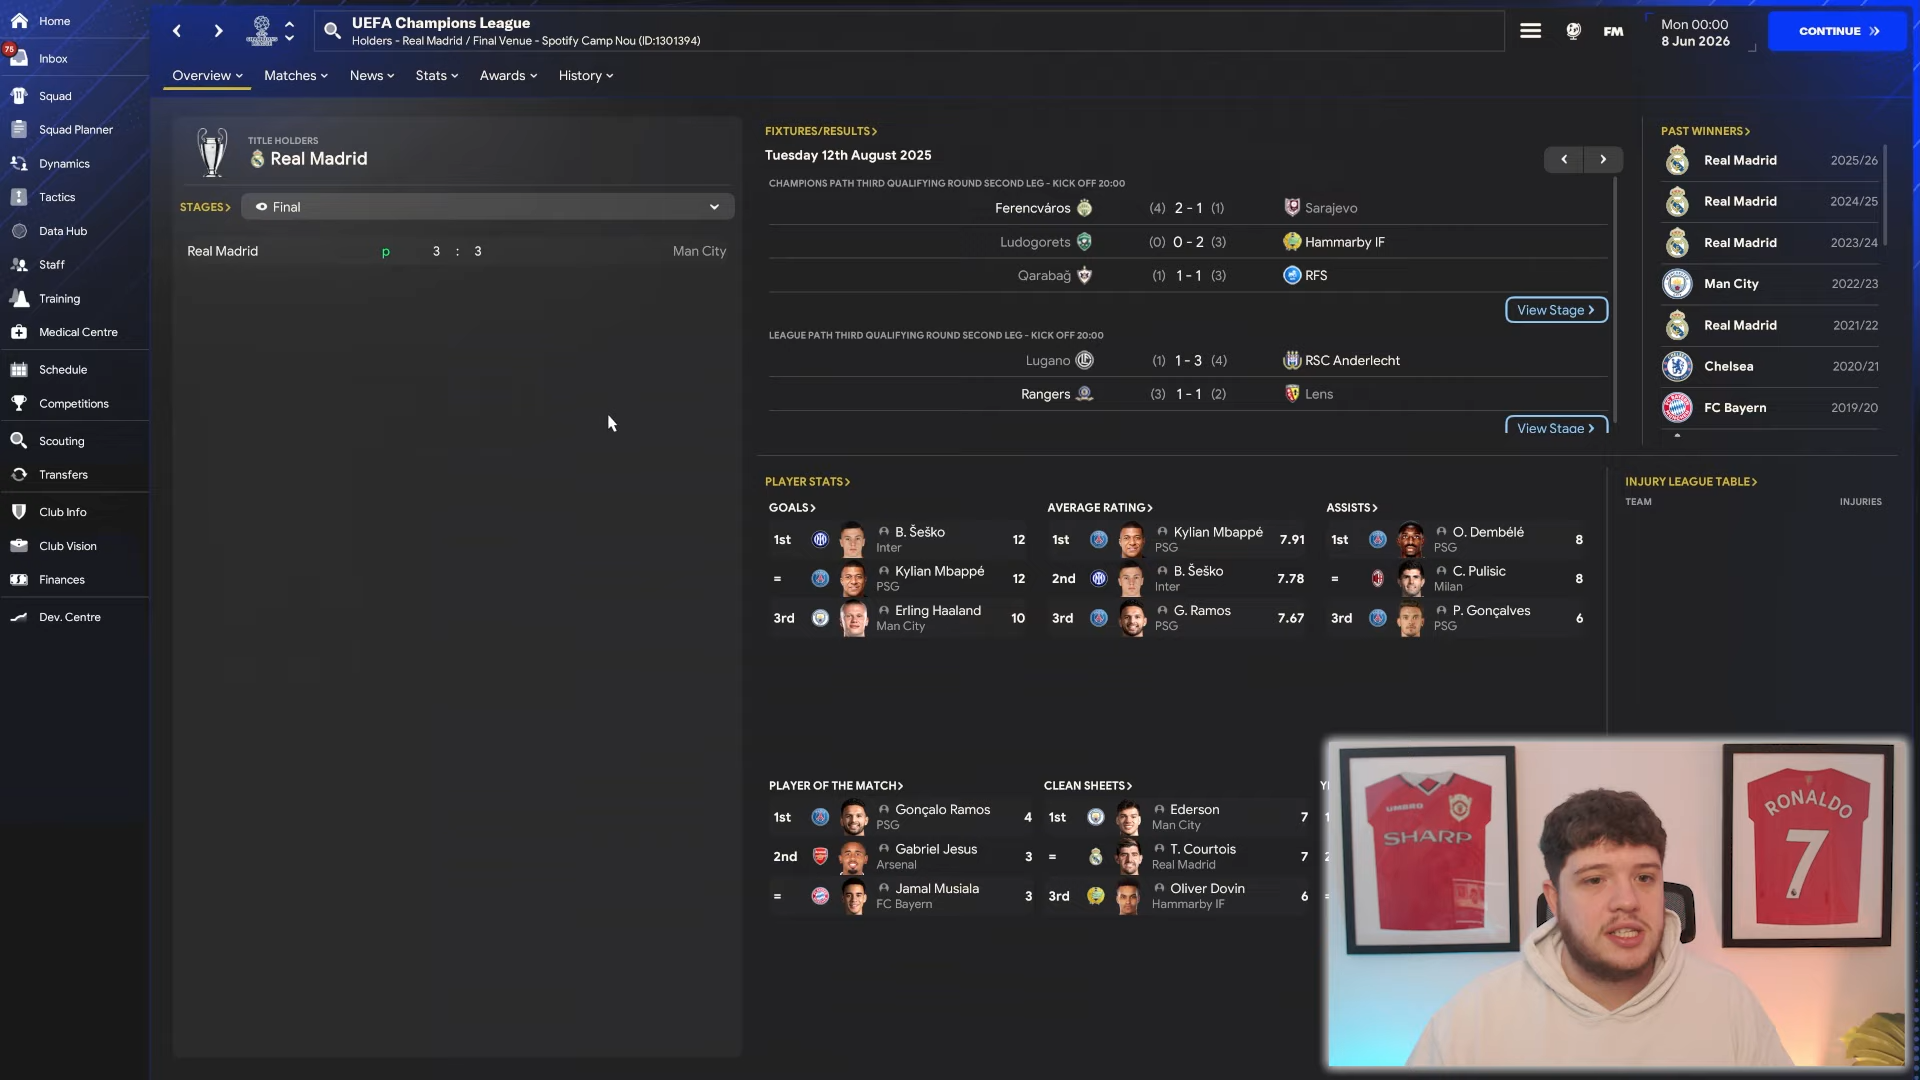 Home
75
Inbox
Squad
Squad Planner
Dynamics
Tactics
Data Hub
Staff
Training
Medical Centre
Schedule
Competitions
Scouting
Transfers
Club Info
Club Vision
Finances
Dev. Centre
UEFA Champions League
Holders - Real Madrid / Final Venue - Spotify Camp Nou (ID:1301394)
FM
Mon 00:00
8 Jun 2026
CONTINUE
Overview
Matches
News
Stats
Awards
History
TITLE HOLDERS
Real Madrid
STAGES
Final
Real Madrid p 3 : 3 Man City
FIXTURES/RESULTS
Tuesday 12th August 2025
CHAMPIONS PATH THIRD QUALIFYING ROUND SECOND LEG - KICK OFF 20:00
Ferencváros (4) 2 - 1 (1) Sarajevo
Ludogorets (0) 0 - 2 (3) Hammarby IF
Qarabağ (1) 1 - 1 (3) RFS
View Stage
LEAGUE PATH THIRD QUALIFYING ROUND SECOND LEG - KICK OFF 20:00
Lugano (1) 1 - 3 (4) RSC Anderlecht
Rangers (3) 1 - 1 (2) Lens
View Stage
PAST WINNERS
Real Madrid 2025/26
Real Madrid 2024/25
Real Madrid 2023/24
Man City 2022/23
Real Madrid 2021/22
Chelsea 2020/21
FC Bayern 2019/20
PLAYER STATS
GOALS
1st B. Šeško 12
Inter
= Kylian Mbappé 12
PSG
3rd Erling Haaland 10
Man City
AVERAGE RATING
1st Kylian Mbappé 7.91
PSG
2nd B. Šeško 7.78
Inter
3rd G. Ramos 7.67
PSG
ASSISTS
1st O. Dembélé 8
PSG
= C. Pulisic 8
Milan
3rd P. Gonçalves 6
PSG
INJURY LEAGUE TABLE
TEAM INJURIES
PLAYER OF THE MATCH
1st Gonçalo Ramos 4
PSG
2nd Gabriel Jesus 3
Arsenal
= Jamal Musiala 3
FC Bayern
CLEAN SHEETS
1st Ederson 7
Man City
= T. Courtois 7
Real Madrid
3rd Oliver Dovin 6
Hammarby IF
UMBRO
SHARP
RONALDO
7